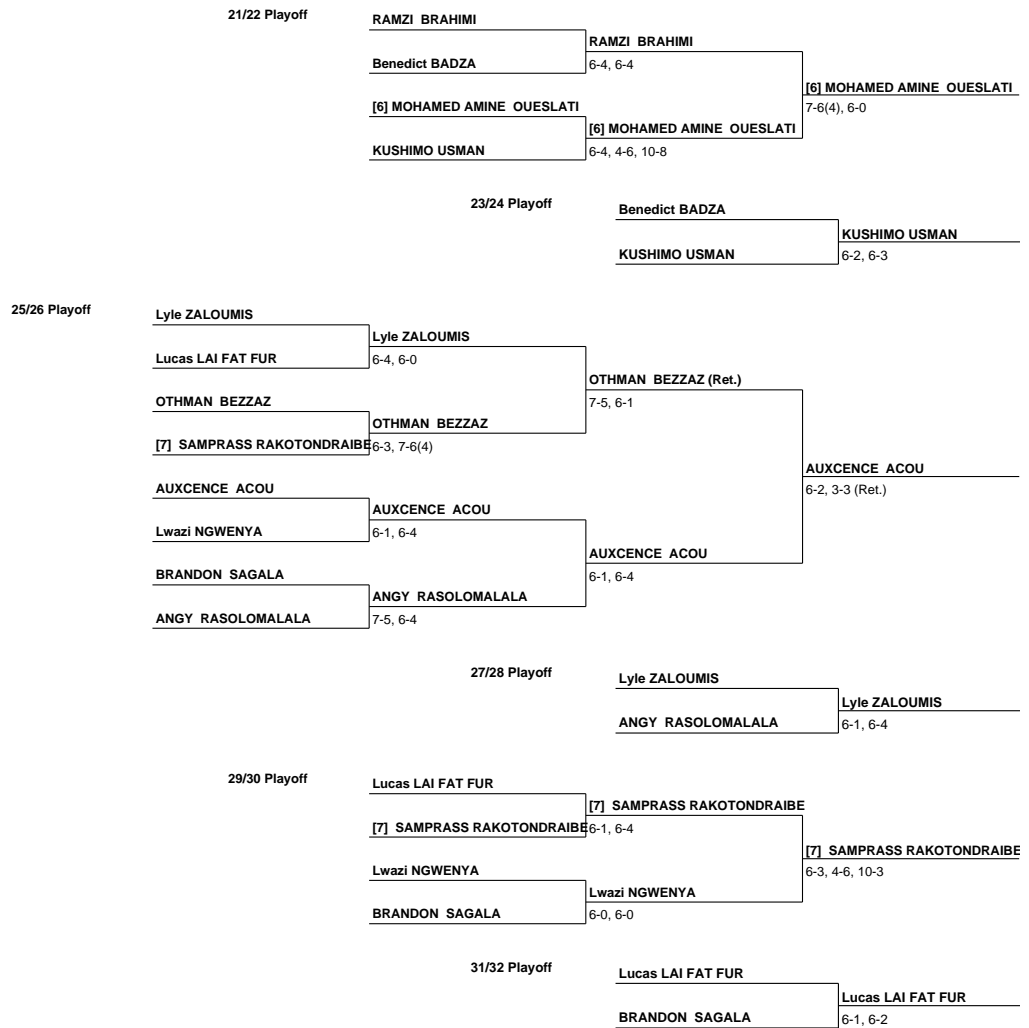 21/22 Playoff
RAMZI BRAHIMI
RAMZI BRAHIMI
Benedict BADZA
6-4, 6-4
[6] MOHAMED AMINE OUESLATI
[6] MOHAMED AMINE OUESLATI
7-6(4), 6-0
[6] MOHAMED AMINE OUESLATI
KUSHIMO USMAN
6-4, 4-6, 10-8
23/24 Playoff
Benedict BADZA
KUSHIMO USMAN
KUSHIMO USMAN
6-2, 6-3
25/26 Playoff
Lyle ZALOUMIS
Lyle ZALOUMIS
Lucas LAI FAT FUR
6-4, 6-0
OTHMAN BEZZAZ (Ret.)
OTHMAN BEZZAZ
7-5, 6-1
OTHMAN BEZZAZ
[7] SAMPRASS RAKOTONDRAIBE
6-3, 7-6(4)
AUXCENCE ACOU
AUXCENCE ACOU
6-2, 3-3 (Ret.)
AUXCENCE ACOU
Lwazi NGWENYA
6-1, 6-4
AUXCENCE ACOU
BRANDON SAGALA
6-1, 6-4
ANGY RASOLOMALALA
ANGY RASOLOMALALA
7-5, 6-4
27/28 Playoff
Lyle ZALOUMIS
Lyle ZALOUMIS
ANGY RASOLOMALALA
6-1, 6-4
29/30 Playoff
Lucas LAI FAT FUR
[7] SAMPRASS RAKOTONDRAIBE
[7] SAMPRASS RAKOTONDRAIBE
6-1, 6-4
[7] SAMPRASS RAKOTONDRAIBE
6-3, 4-6, 10-3
Lwazi NGWENYA
Lwazi NGWENYA
BRANDON SAGALA
6-0, 6-0
31/32 Playoff
Lucas LAI FAT FUR
Lucas LAI FAT FUR
BRANDON SAGALA
6-1, 6-2